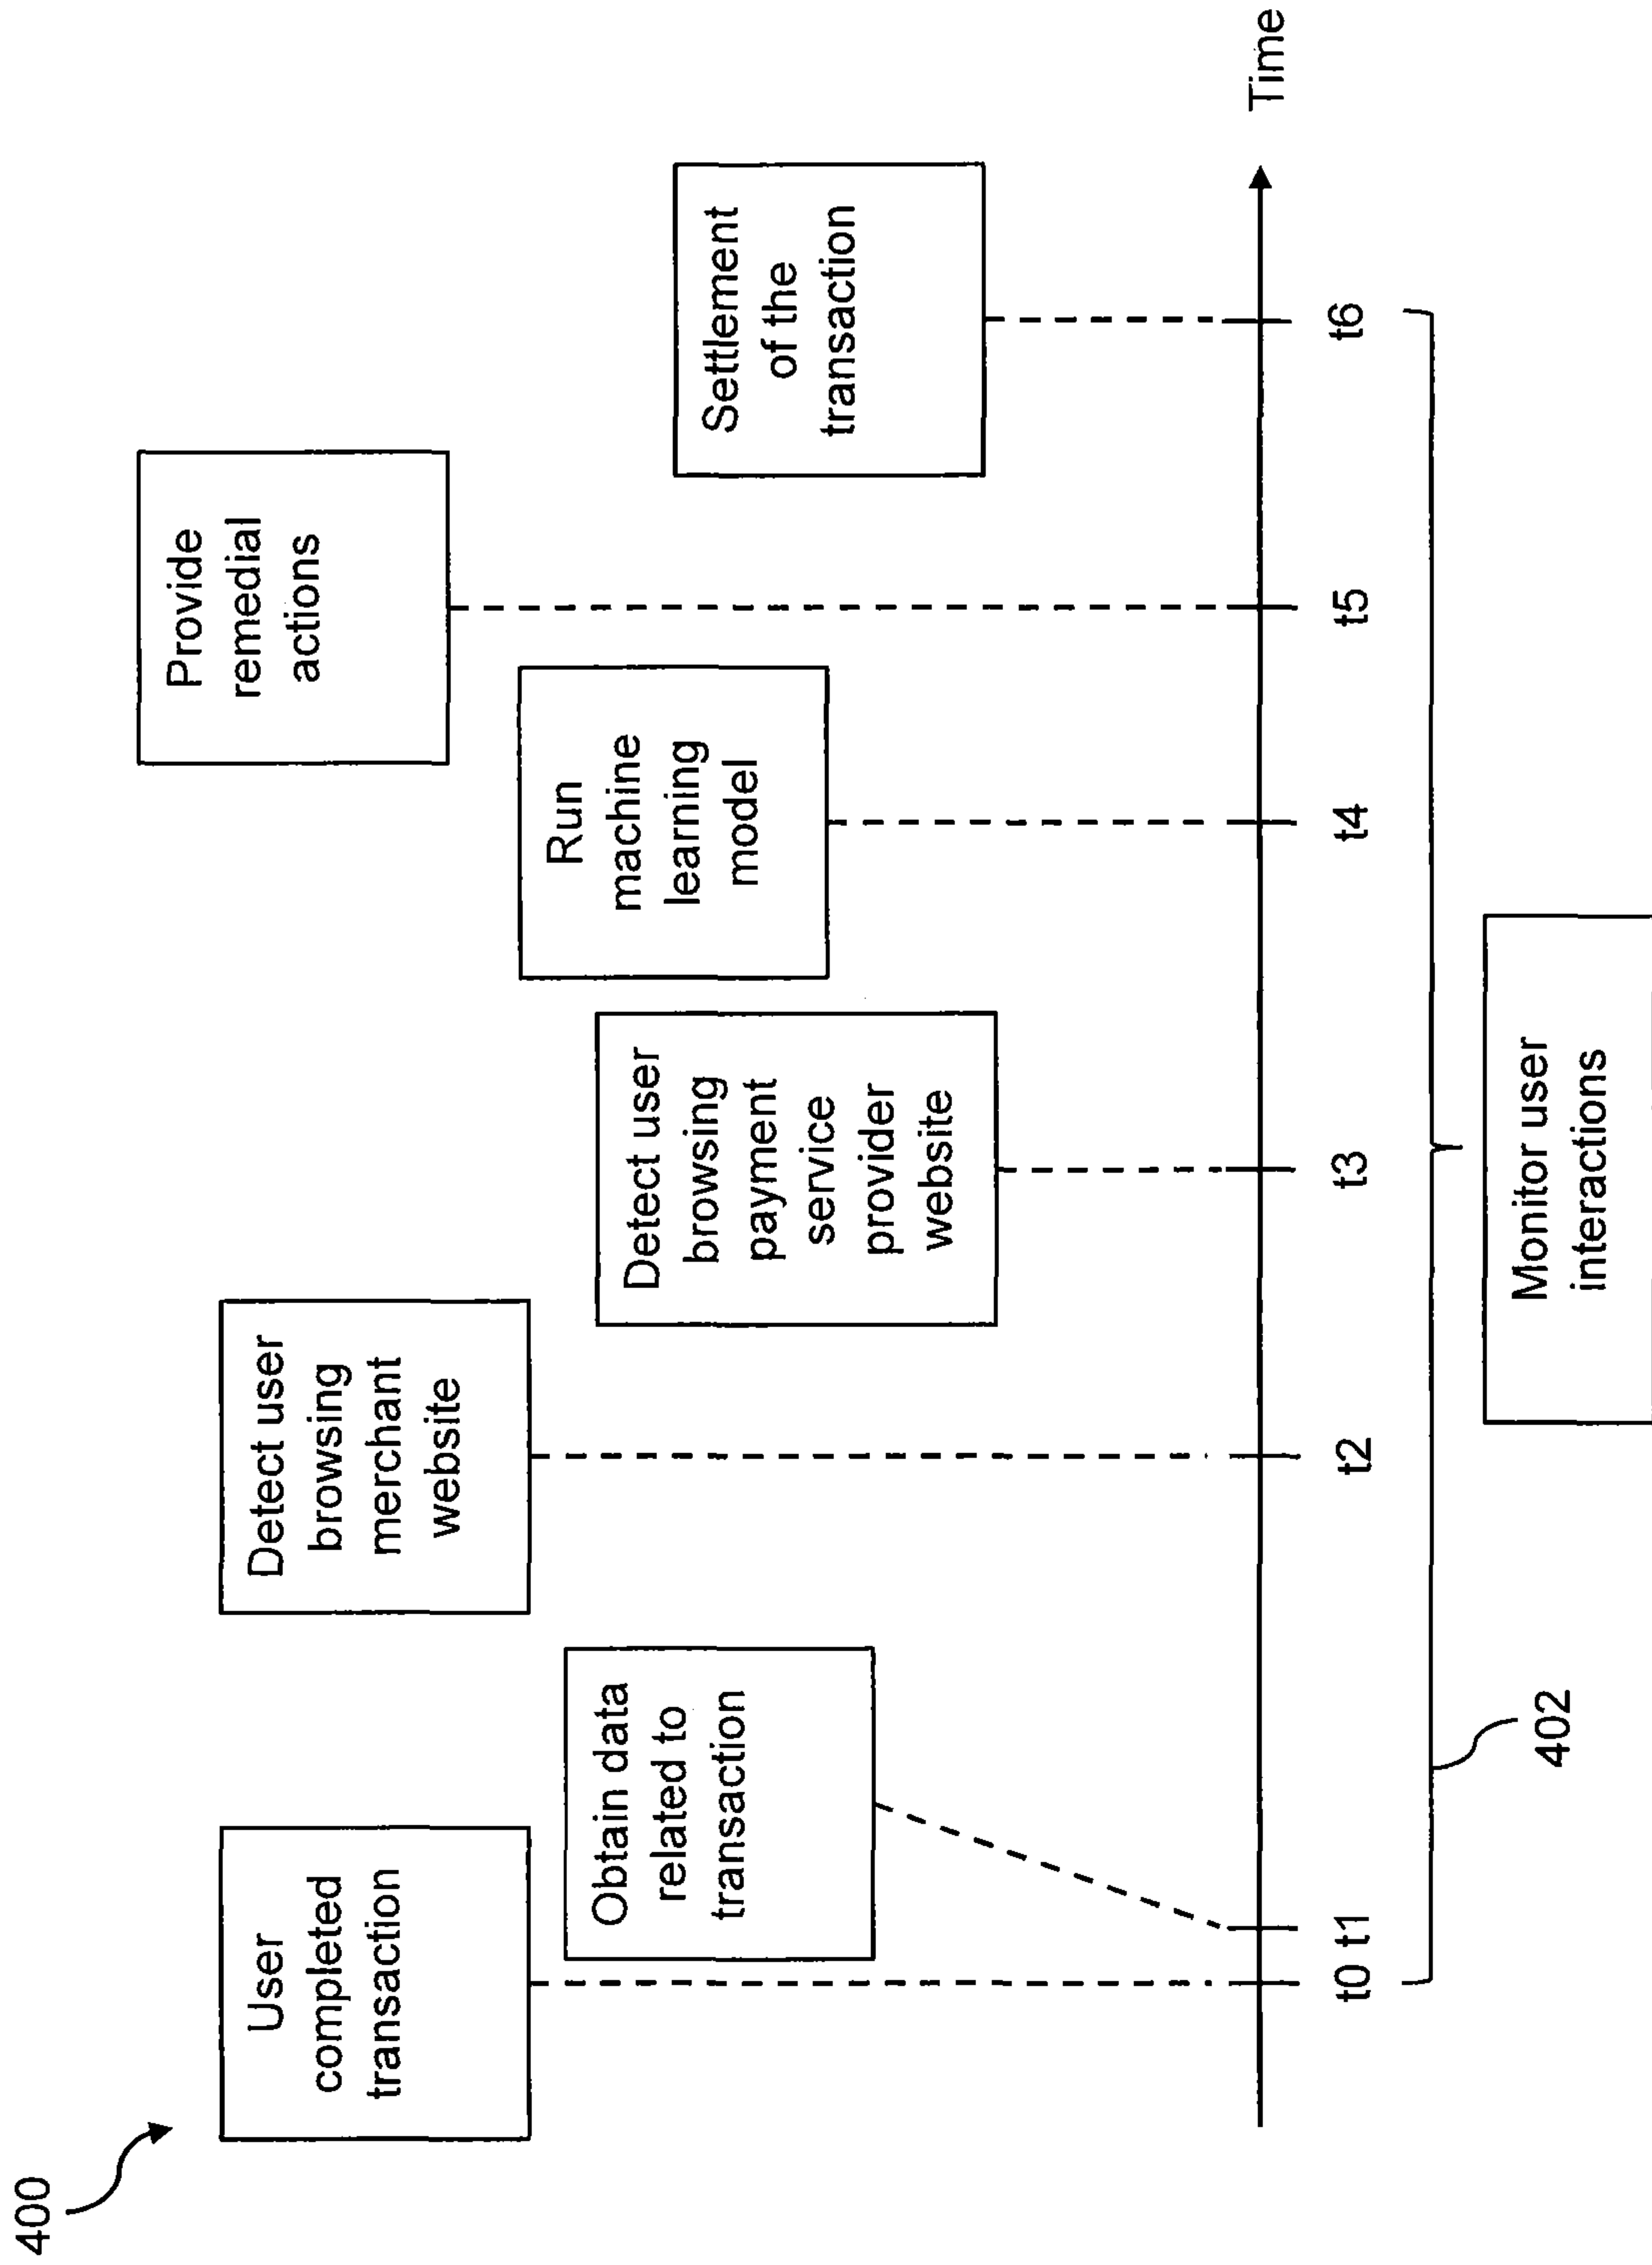 400
User
completed
transaction
Obtain data
related to
transaction
Detect user
browsing
merchant
website
Detect user
browsing
payment
service
provider
website
Run
machine
learning
model
Provide
remedial
actions
Settlement
of the
transaction
Time
t0 t1
t2
t3
t4
t5
t6
402
Monitor user
interactions